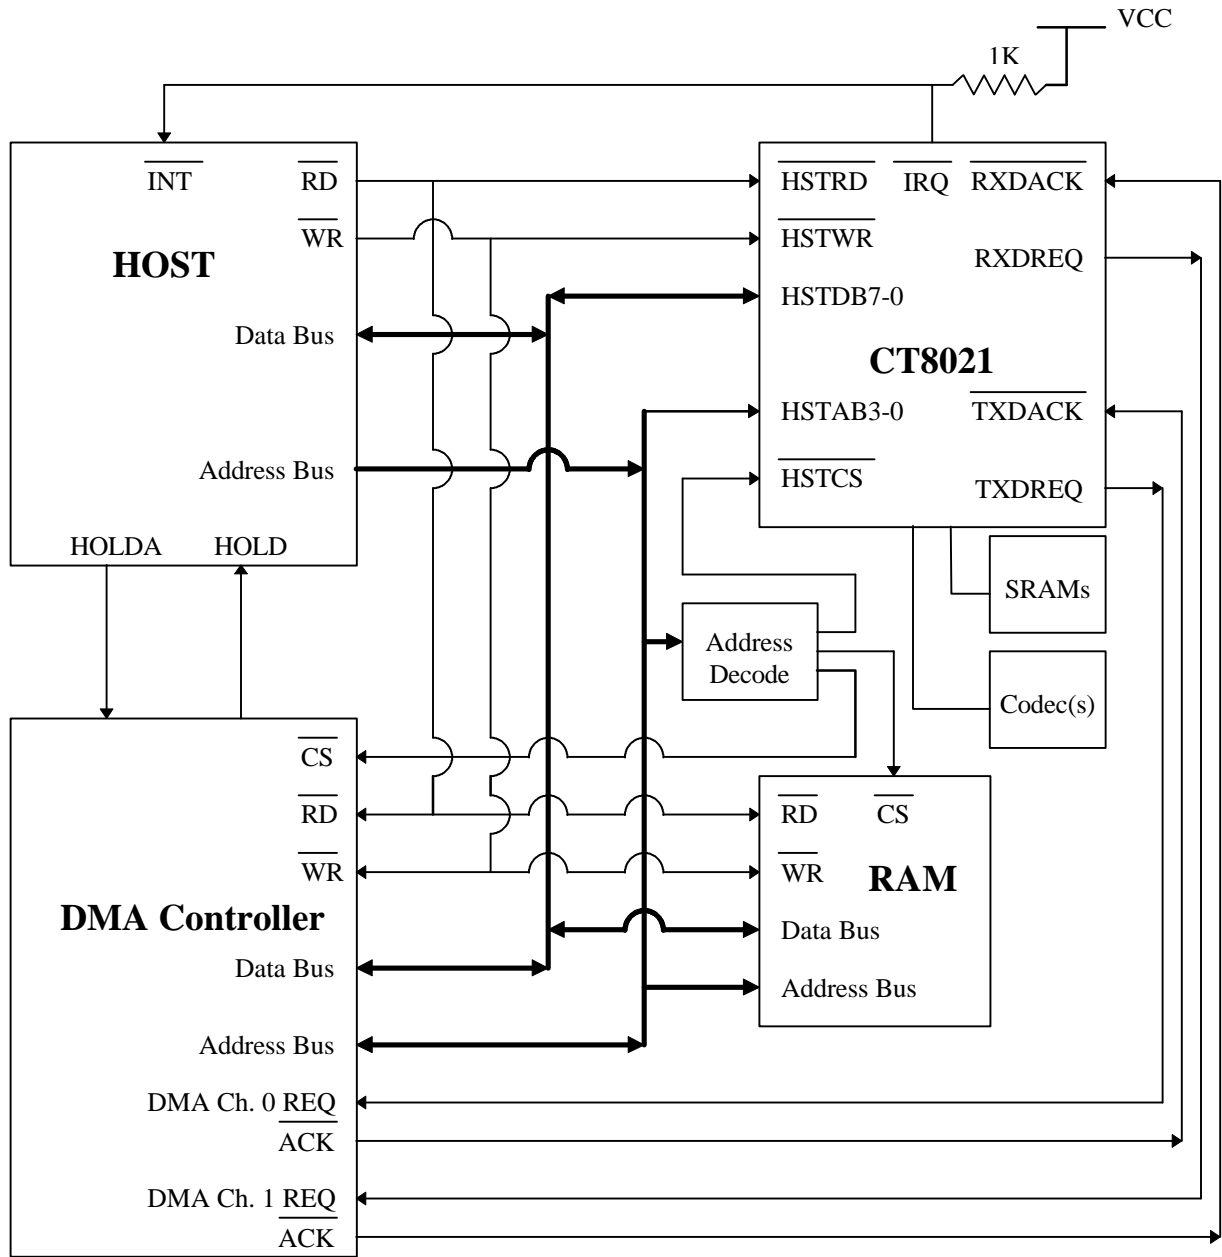 VCC
1K
INT
RD
HSTRD
IRQ
RXDACK
WR
HSTWR
HOST
RXDREQ
HSTDB7-0
Data Bus
CT8021
HSTAB3-0
TXDACK
Address Bus
HSTCS
TXDREQ
HOLDA
HOLD
SRAMs
Address
Decode
Codec(s)
CS
RD
RD
CS
WR
WR
RAM
DMA Controller
Data Bus
Data Bus
Address Bus
Address Bus
DMA Ch. 0 REQ
ACK
DMA Ch. 1 REQ
ACK